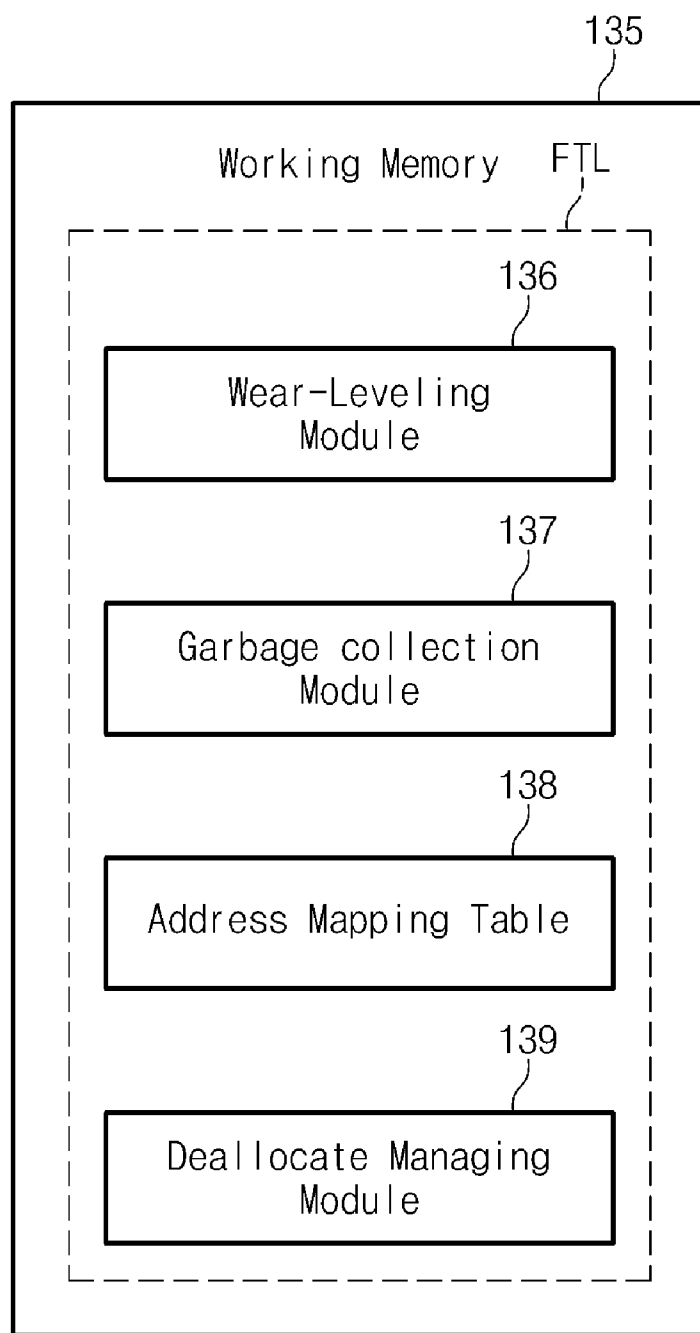 135
Working Memory FTL
136
Wear-Leveling
Module
137
Garbage collection
Module
138
Address Mapping Table
139
Deallocate Managing
Module